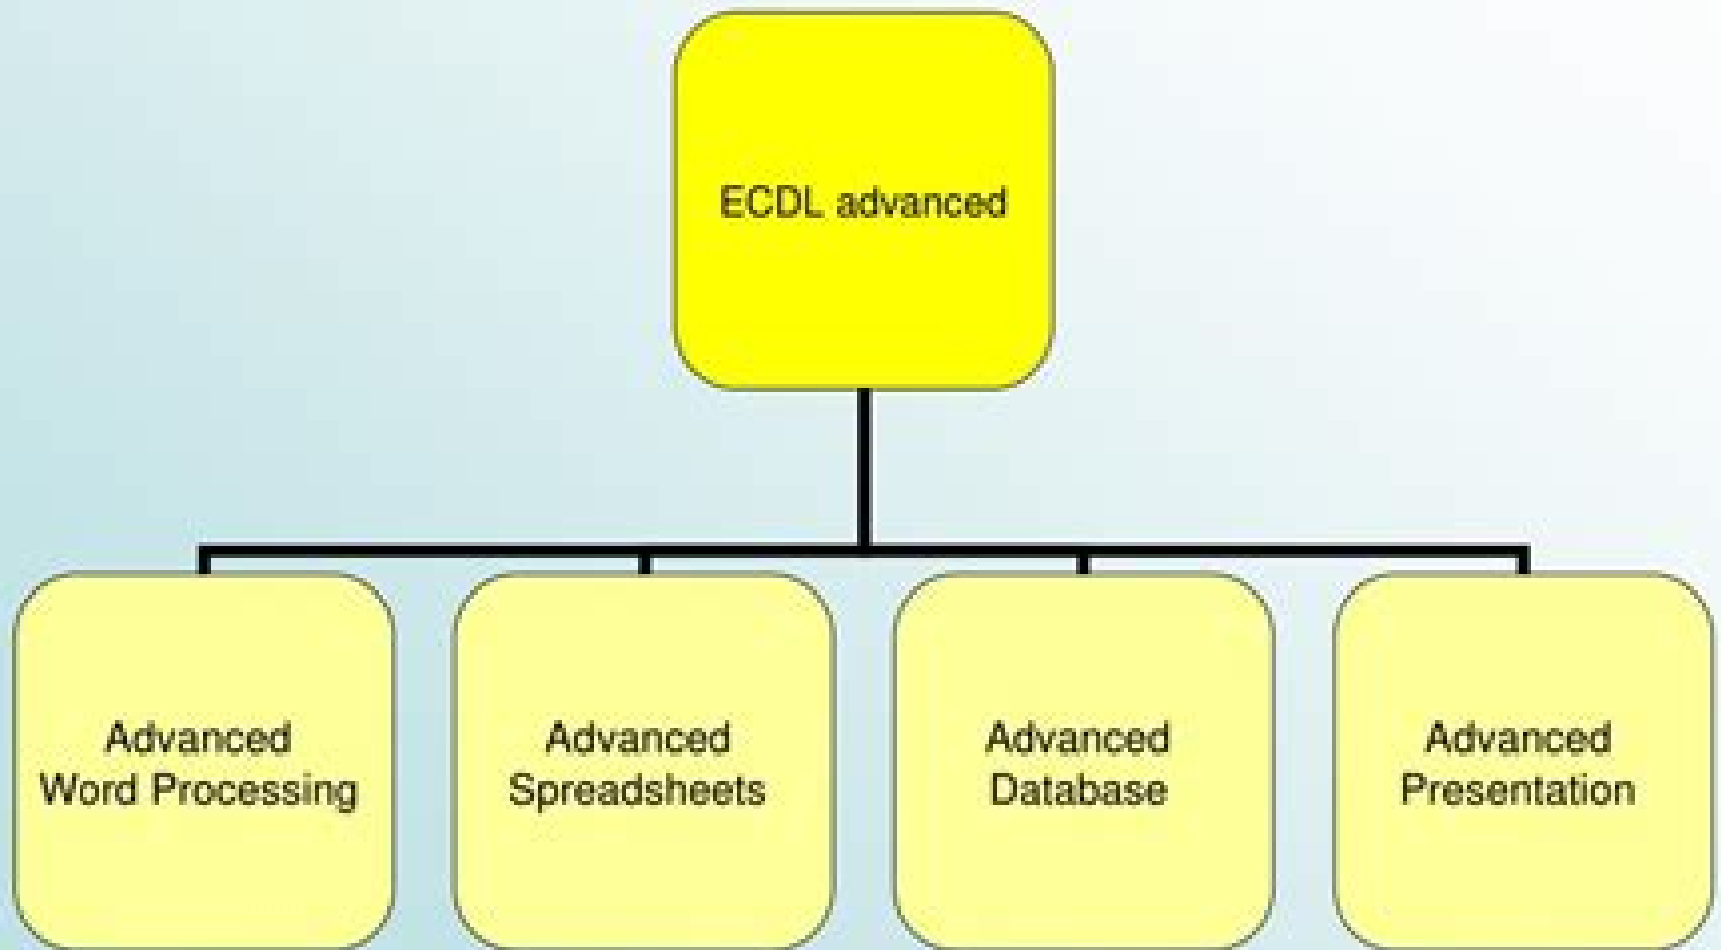 ECDL advanced
Advanced
Word Processing
Advanced
Spreadsheets
Advanced
Database
Advanced
Presentation